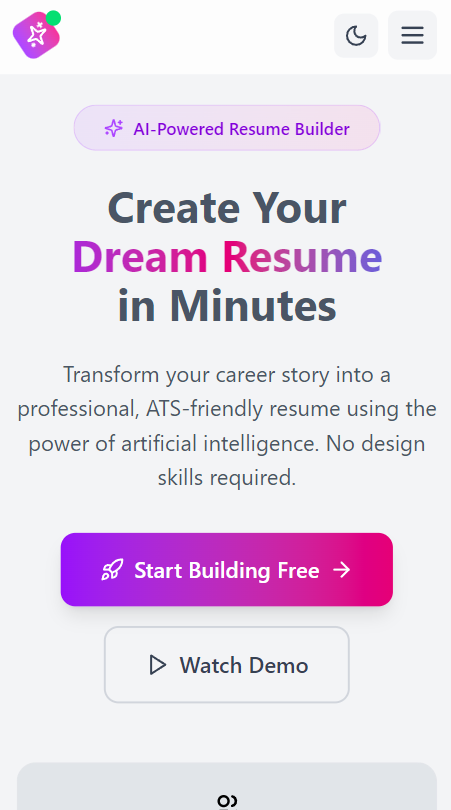 AI-Powered Resume Builder
Create Your
Dream Resume
in Minutes
Transform your career story into a
professional, ATS-friendly resume using the
power of artificial intelligence. No design
skills required.
Start Building Free
Watch Demo